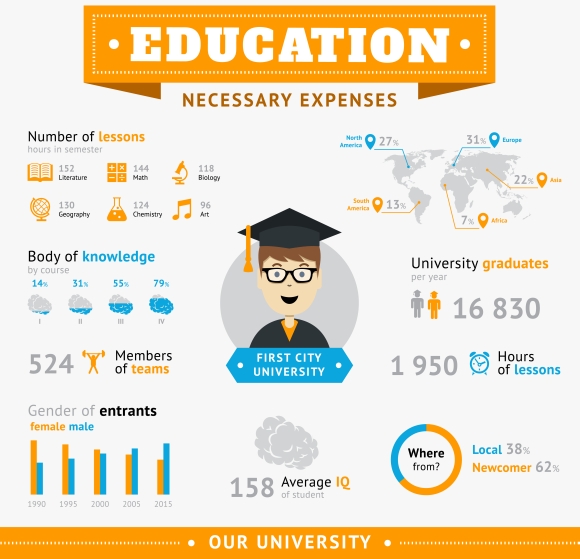 EDUCATION
NECESSARY EXPENSES
Number of lessons
hours in semester
152
Literature
144
Math
118
Biology
130
Geography
124
Chemistry
96
Art
North
America
27%
31%
Europe
22%
Asia
South
America
13%
7%
Africa
Body of knowledge
by course
14%
31%
55%
79%
I
II
III
IV
University graduates
per year
16 830
524
Members
of teams
FIRST CITY
UNIVERSITY
1 950
Hours
of lessons
Gender of entrants
female male
1990
1995
2000
2005
2015
158
Average IQ
of student
Where
from?
Local 38%
Newcomer 62%
OUR UNIVERSITY